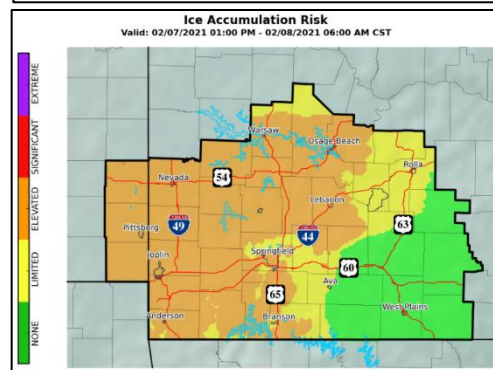 Ice Accumulation Risk
Valid: 02/07/2021 01:00 PM - 02/08/2021 06:00 AM CST
EXTREME
SIGNIFICANT
ELEVATED
LIMITED
NONE
Warsaw
Osage Beach
Rolla
Nevada
54
Lebanon
63
Pittsburg
49
44
Joplin
Springfield
60
Ava
65
Anderson
Branson
West Plains